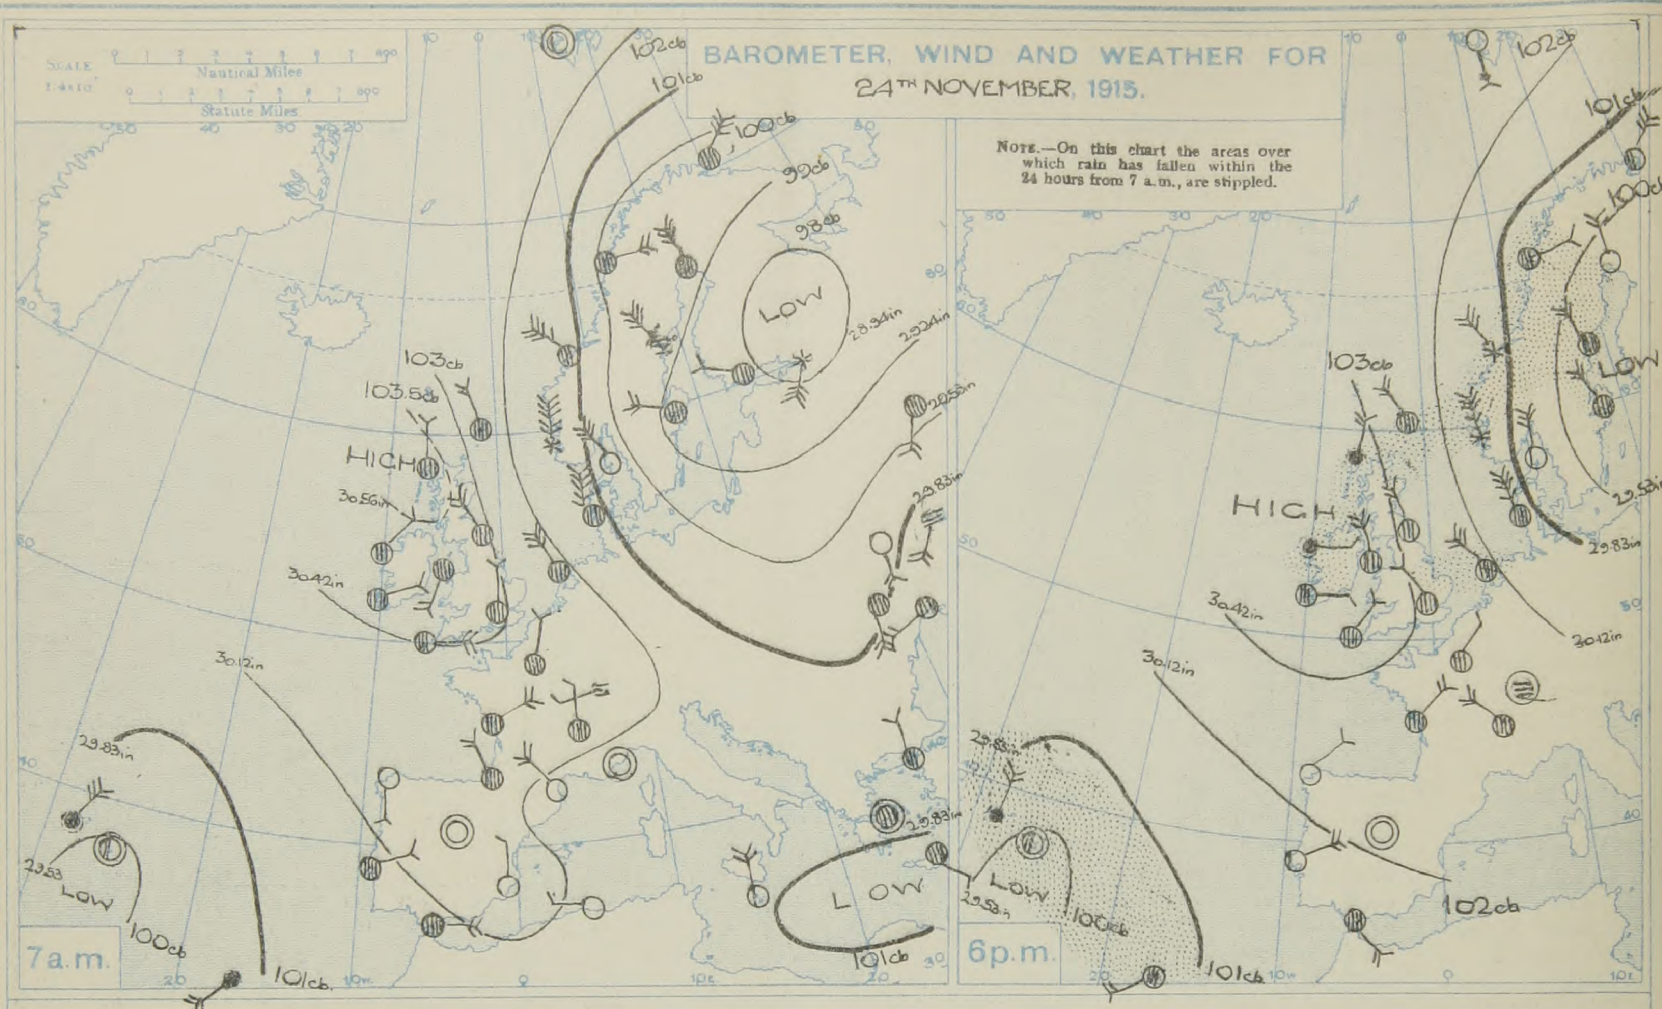 SCALE
Nautical Miles
Statute Miles
BAROMETER, WIND AND WEATHER FOR
24TH NOVEMBER, 1915.
NOTE.—On this chart the areas over
which rain has fallen within the
24 hours from 7 a.m., are stippled.
102cb
101cb
100cb
99cb
98cb
LOW
28.94in
29.24in
29.53in
29.83in
103cb
103.5cb
HIGH
30.56in
30.42in
30.12in
29.83in
29.53
LOW
100cb
101cb.
29.83in
LOW
101cb
7a.m.
102cb
101cb
100cb
LOW
29.53in
29.83in
103cb
HIGH
30.42in
30.12in
30.12in
29.83in
29.53in
LOW
100cb
101cb
102cb
6p.m.